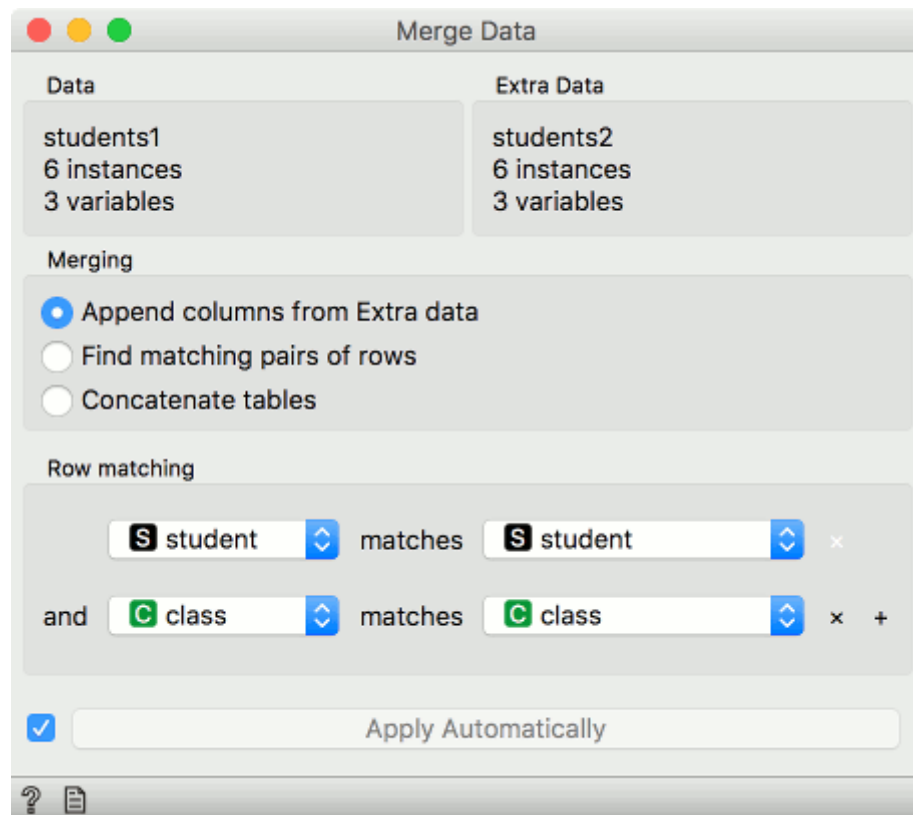 Merge Data
Data
Extra Data
students1
6 instances
3 variables
students2
6 instances
3 variables
Merging
Append columns from Extra data
Find matching pairs of rows
Concatenate tables
Row matching
S student matches S student ×
and C class matches C class × +
Apply Automatically
?